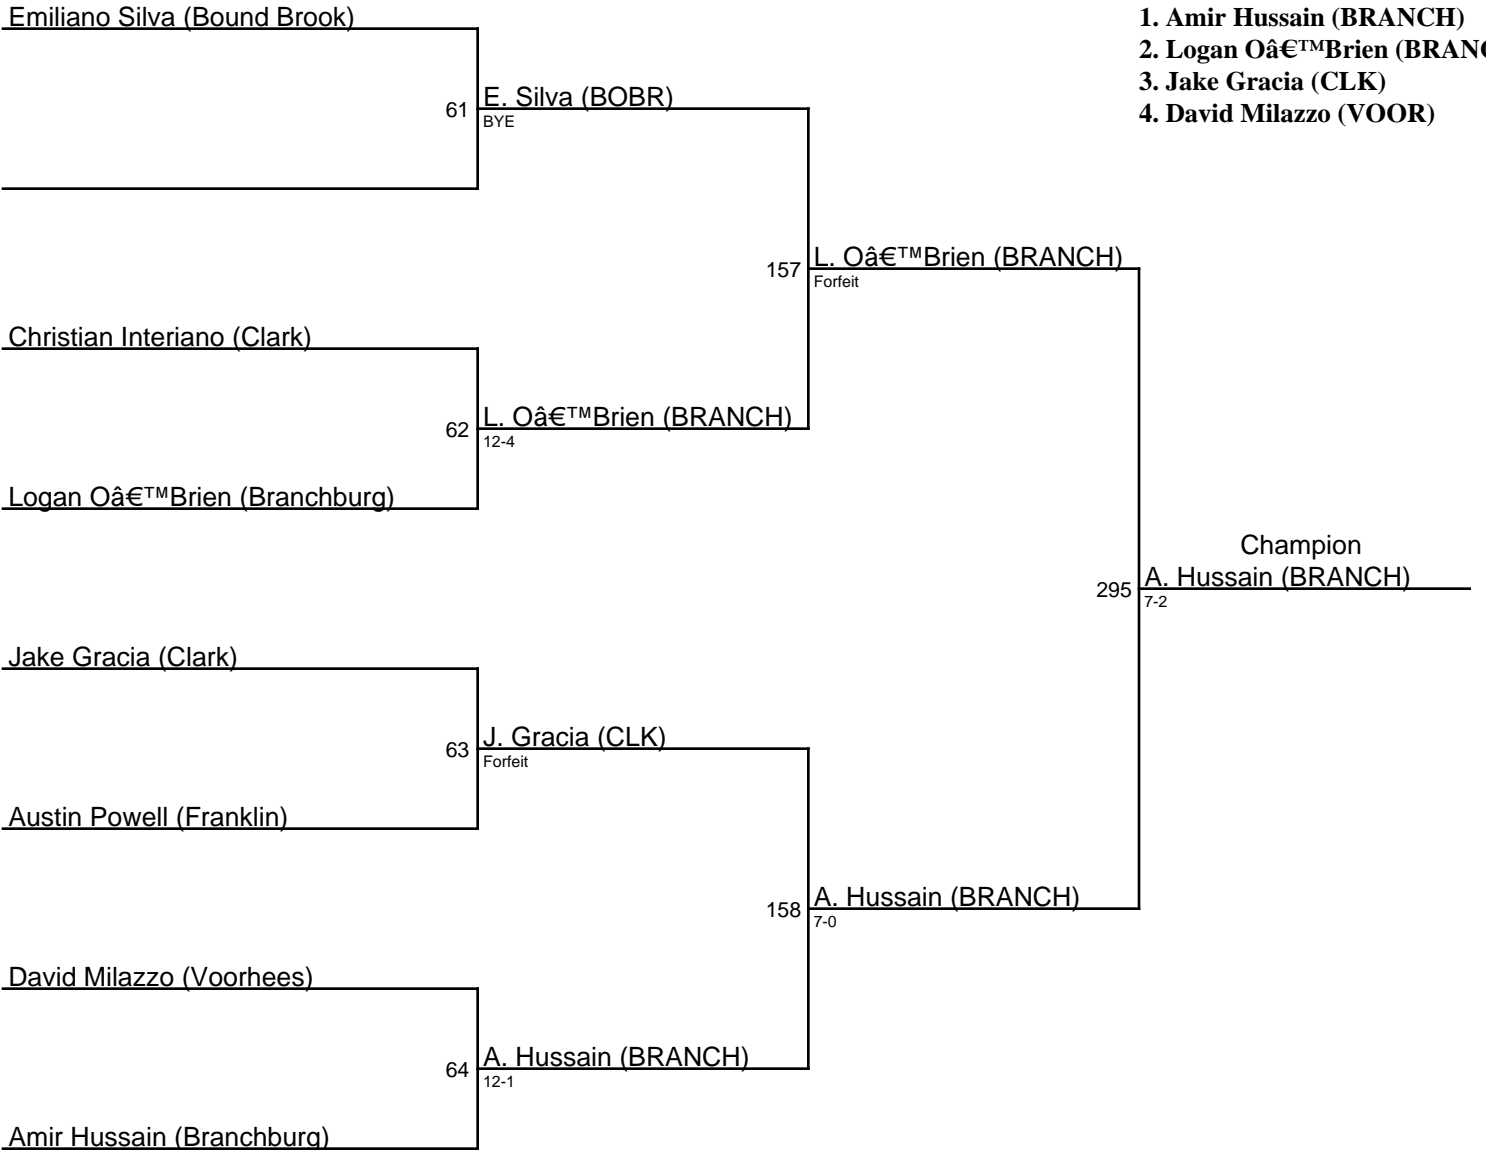 Emiliano Silva (Bound Brook)
1. Amir Hussain (BRANCH)
2. Logan Oâ€™Brien (BRANC
3. Jake Gracia (CLK)
4. David Milazzo (VOOR)
61 E. Silva (BOBR)
BYE
157 L. Oâ€™Brien (BRANCH)
Forfeit
Christian Interiano (Clark)
62 L. Oâ€™Brien (BRANCH)
12-4
Logan Oâ€™Brien (Branchburg)
Champion
295 A. Hussain (BRANCH)
7-2
Jake Gracia (Clark)
63 J. Gracia (CLK)
Forfeit
Austin Powell (Franklin)
158 A. Hussain (BRANCH)
7-0
David Milazzo (Voorhees)
64 A. Hussain (BRANCH)
12-1
Amir Hussain (Branchburg)